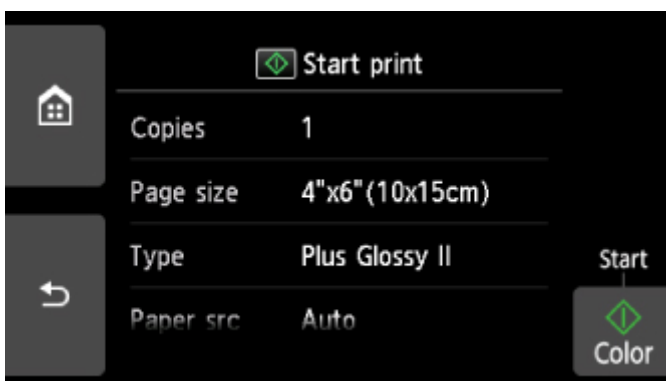 Start print
Copies 1
Page size 4"x6"(10x15cm)
Type Plus Glossy II
Paper src Auto
Start
Color